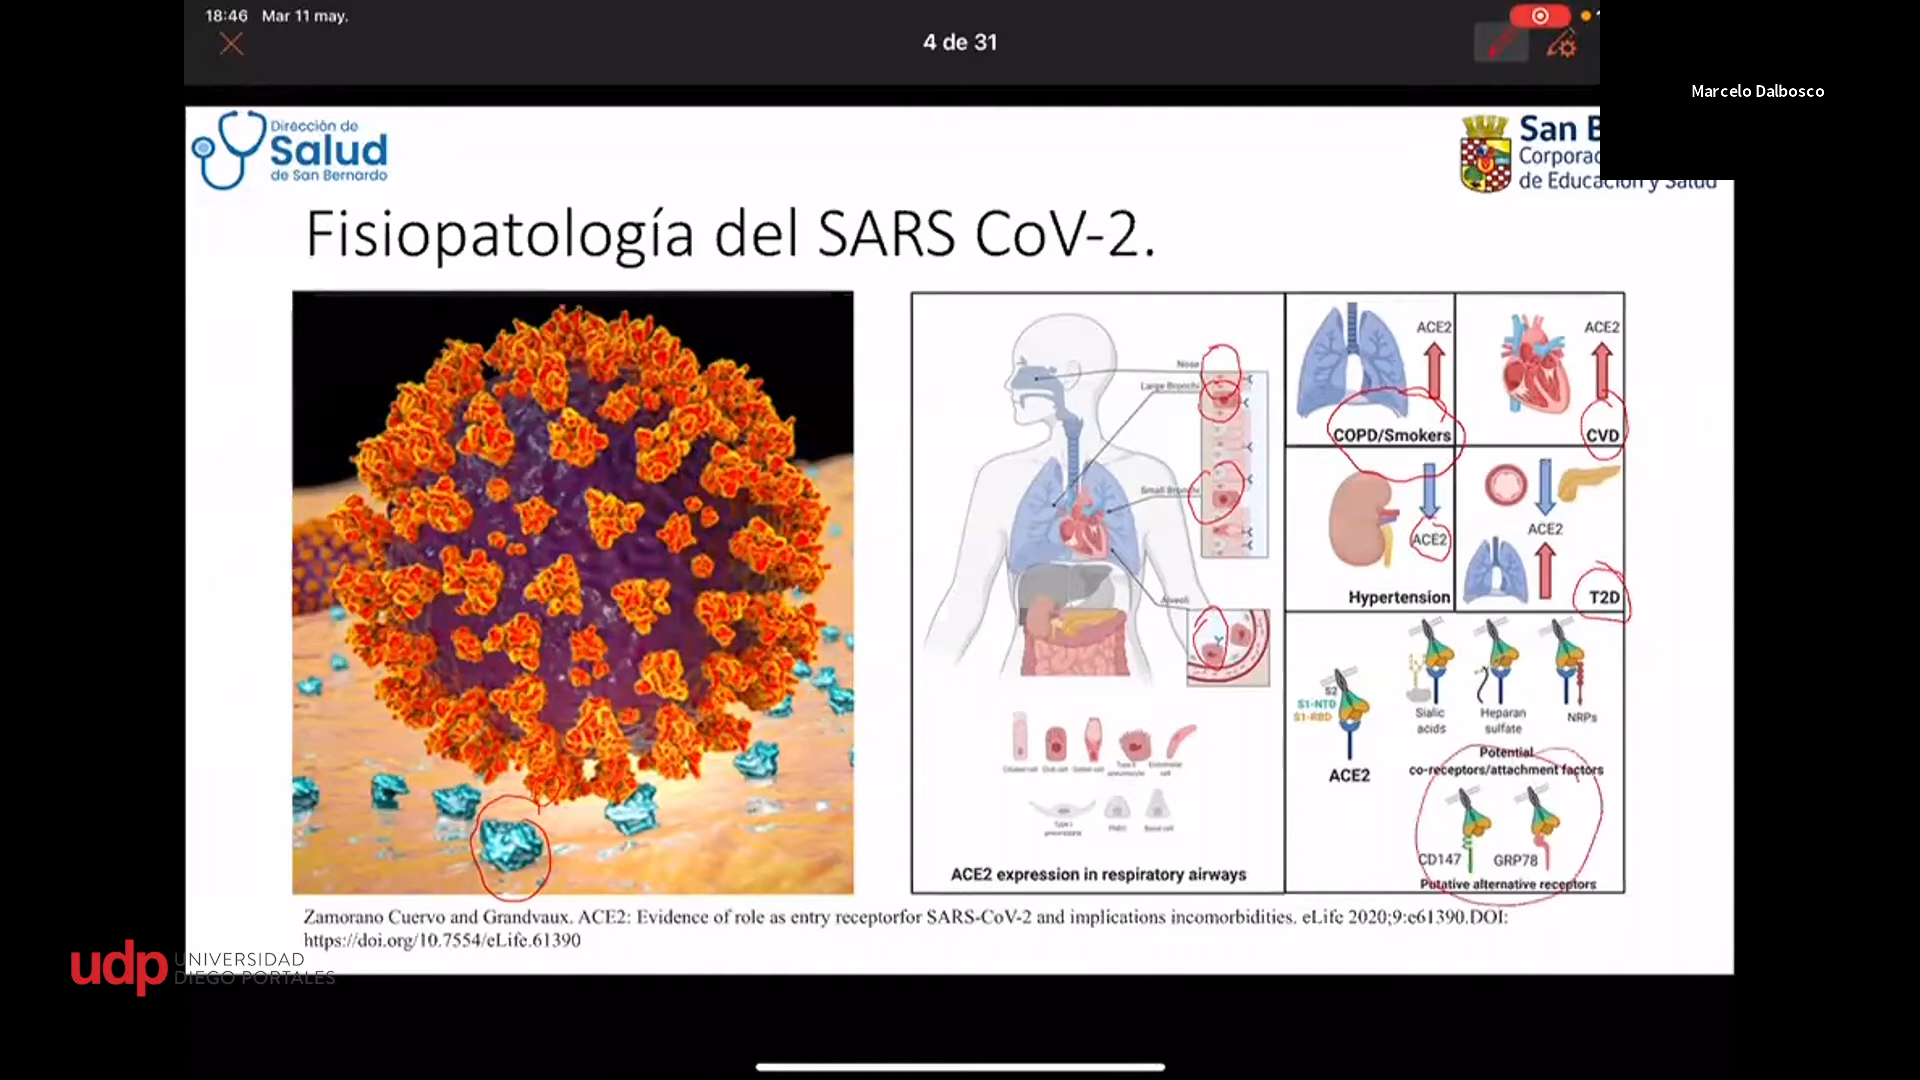 18:46 Mar 11 may.
4 de 31
Marcelo Dalbosco
Dirección de
Salud
de San Bernardo
San B
Corporac
de Educación y Salud
Fisiopatología del SARS CoV-2.
Nose
Large Bronchi
Small Bronchi
Alveoli
ACE2 expression in respiratory airways
ACE2
COPD/Smokers
ACE2
CVD
ACE2
Hypertension
ACE2
T2D
S2
S1-NTD
S1-RBD
ACE2
Sialic
acids
Heparan
sulfate
NRPs
Potential
co-receptors/attachment factors
CD147
GRP78
Putative alternative receptors
Zamorano Cuervo and Grandvaux. ACE2: Evidence of role as entry receptorfor SARS-CoV-2 and implications incomorbidities. eLife 2020;9:e61390.DOI:
https://doi.org/10.7554/eLife.61390
udp UNIVERSIDAD
DIEGO PORTALES